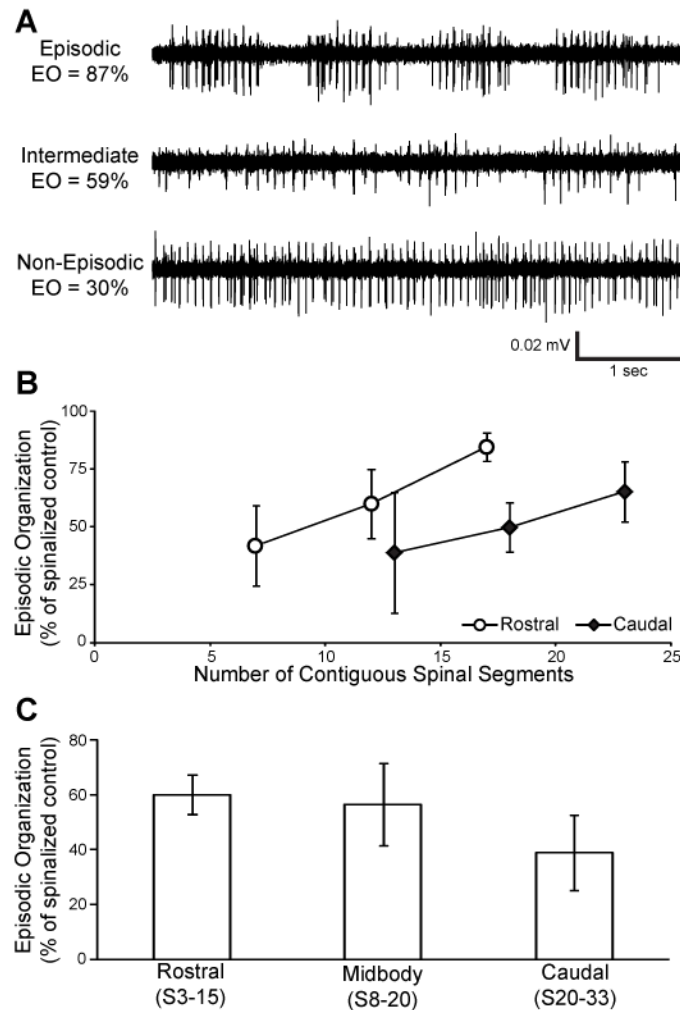 A
Episodic
EO = 87%
Intermediate
EO = 59%
Non-Episodic
EO = 30%
0.02 mV
1 sec
B
Episodic Organization
(% of spinalized control)
100
75
50
25
0
0 5 10 15 20 25
Rostral Caudal
Number of Contiguous Spinal Segments
C
Episodic Organization
(% of spinalized control)
80
60
40
20
0
Rostral Midbody Caudal
(S3-15) (S8-20) (S20-33)